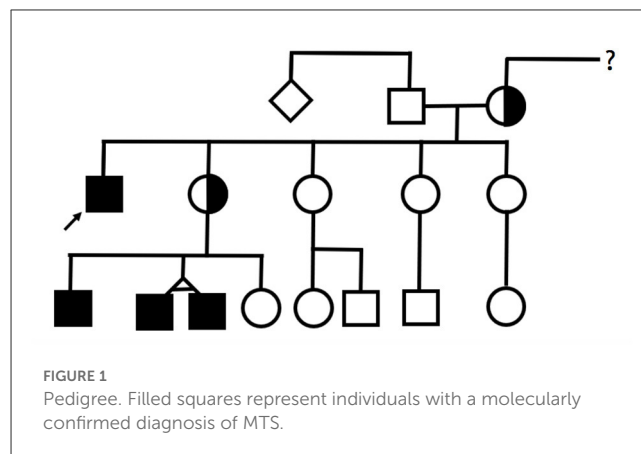 ?
FIGURE 1
Pedigree. Filled squares represent individuals with a molecularly
confirmed diagnosis of MTS.